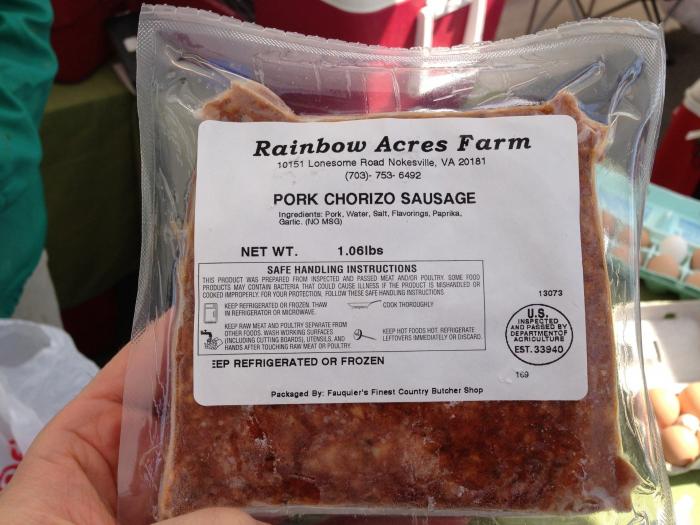 Rainbow Acres Farm
10151 Lonesome Road Nokesville, VA 20181
(703)- 753- 6492
PORK CHORIZO SAUSAGE
Ingredients: Pork, Water, Salt, Flavorings, Paprika,
Garlic. (NO MSG)
NET WT. 1.06lbs
SAFE HANDLING INSTRUCTIONS
THIS PRODUCT WAS PREPARED FROM INSPECTED AND PASSED MEAT AND/OR POULTRY. SOME FOOD
PRODUCTS MAY CONTAIN BACTERIA THAT COULD CAUSE ILLNESS IF THE PRODUCT IS MISHANDLED OR
COOKED IMPROPERLY. FOR YOUR PROTECTION, FOLLOW THESE SAFE HANDLING INSTRUCTIONS.
KEEP REFRIGERATED OR FROZEN. THAW
IN REFRIGERATOR OR MICROWAVE.
COOK THOROUGHLY
KEEP RAW MEAT AND POULTRY SEPARATE FROM
OTHER FOODS. WASH WORKING SURFACES
(INCLUDING CUTTING BOARDS), UTENSILS, AND
HANDS AFTER TOUCHING RAW MEAT OR POULTRY.
KEEP HOT FOODS HOT. REFRIGERATE
LEFTOVERS IMMEDIATELY OR DISCARD.
13073
U.S.
INSPECTED
AND PASSED BY
DEPARTMENT OF
AGRICULTURE
EST. 33940
169
EEP REFRIGERATED OR FROZEN
Packaged By: Fauquier's Finest Country Butcher Shop